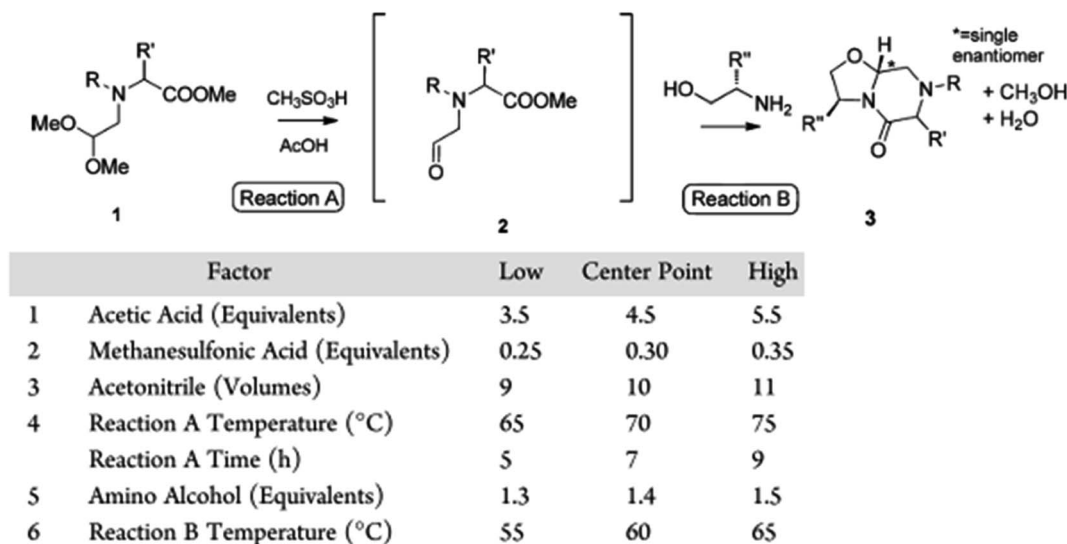 R'
R
N
COOMe
MeO
OMe
1
CH₃SO₃H
AcOH
Reaction A
R'
R
N
COOMe
O
2
R"
HO
NH₂
Reaction B
O
H
*
N
R
N
R"
O
R'
3
*=single
enantiomer
+ CH₃OH
+ H₂O
Factor Low Center Point High
1 Acetic Acid (Equivalents) 3.5 4.5 5.5
2 Methanesulfonic Acid (Equivalents) 0.25 0.30 0.35
3 Acetonitrile (Volumes) 9 10 11
4 Reaction A Temperature (°C) 65 70 75
Reaction A Time (h) 5 7 9
5 Amino Alcohol (Equivalents) 1.3 1.4 1.5
6 Reaction B Temperature (°C) 55 60 65